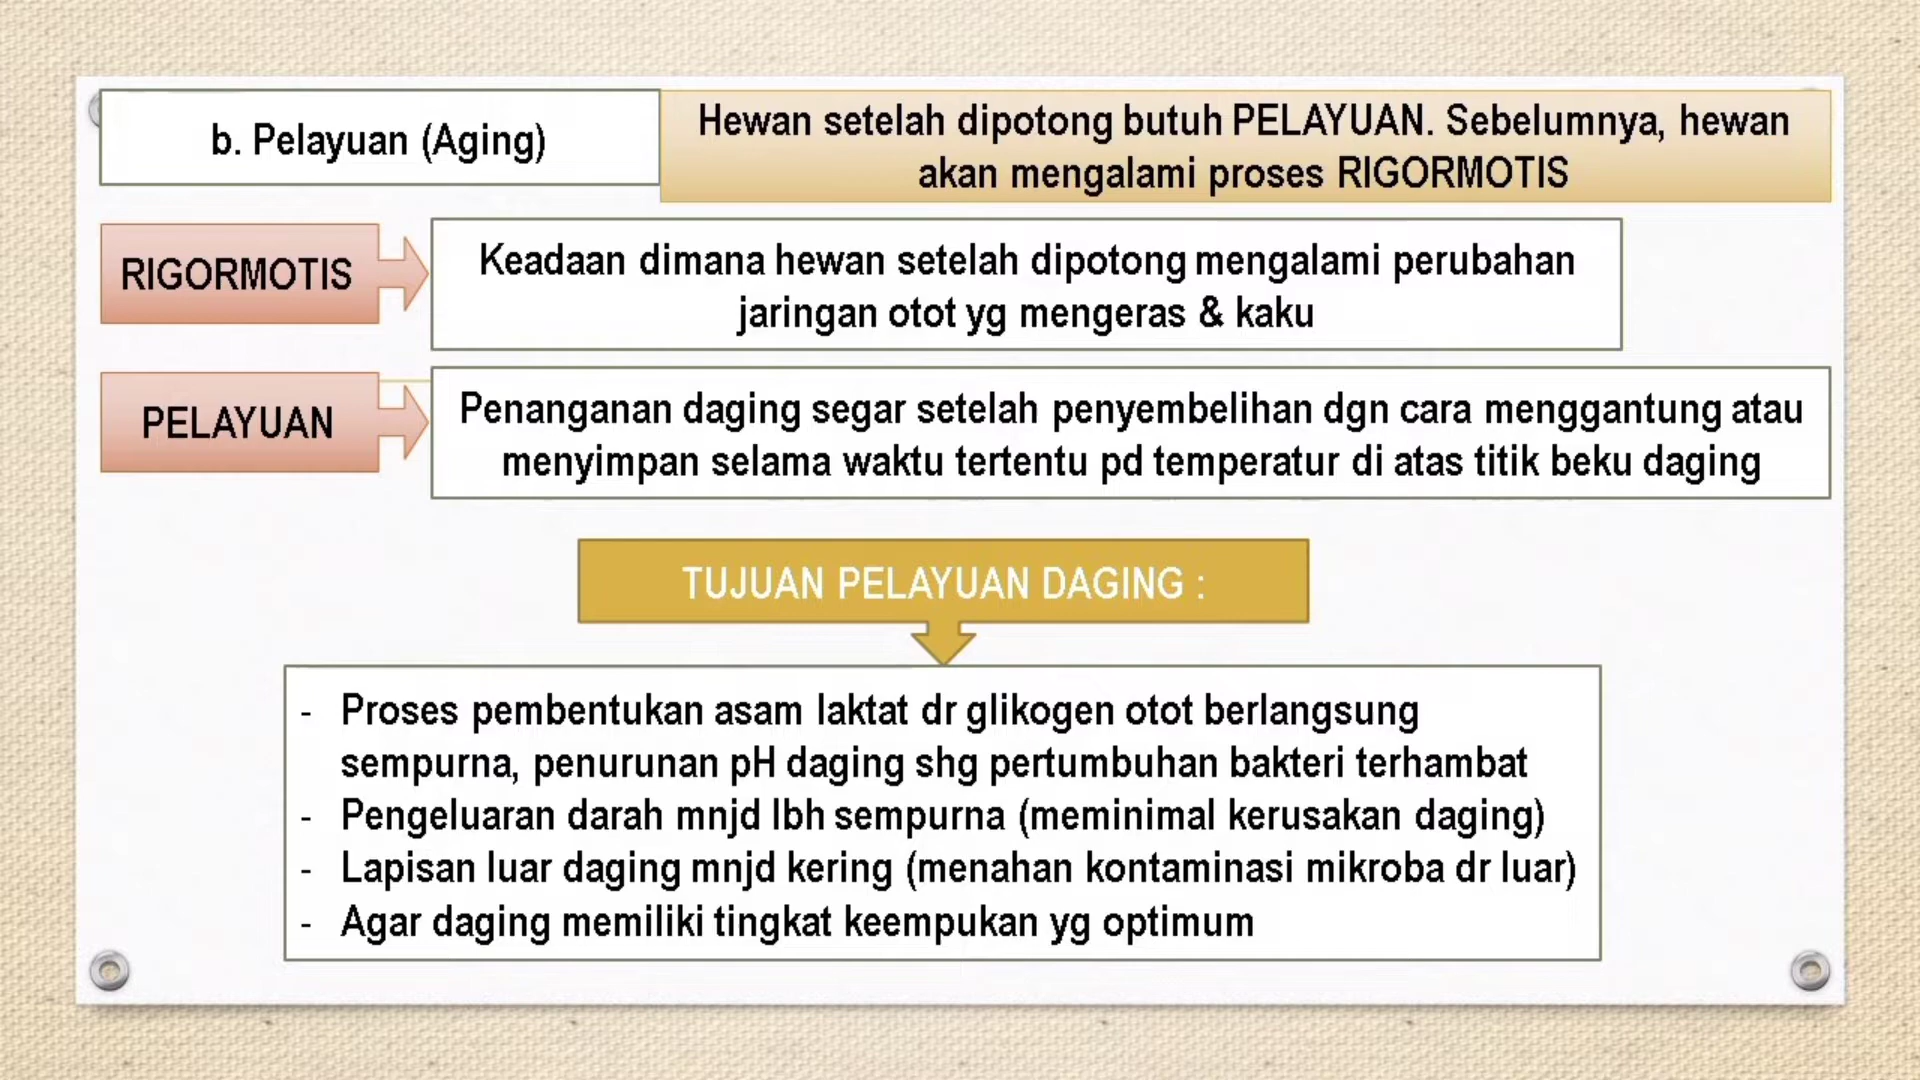 b. Pelayuan (Aging)
Hewan setelah dipotong butuh PELAYUAN. Sebelumnya, hewan
akan mengalami proses RIGORMOTIS
RIGORMOTIS
Keadaan dimana hewan setelah dipotong mengalami perubahan
jaringan otot yg mengeras & kaku
PELAYUAN
Penanganan daging segar setelah penyembelihan dgn cara menggantung atau
menyimpan selama waktu tertentu pd temperatur di atas titik beku daging
TUJUAN PELAYUAN DAGING :
- Proses pembentukan asam laktat dr glikogen otot berlangsung
sempurna, penurunan pH daging shg pertumbuhan bakteri terhambat
- Pengeluaran darah mnjd lbh sempurna (meminimal kerusakan daging)
- Lapisan luar daging mnjd kering (menahan kontaminasi mikroba dr luar)
- Agar daging memiliki tingkat keempukan yg optimum